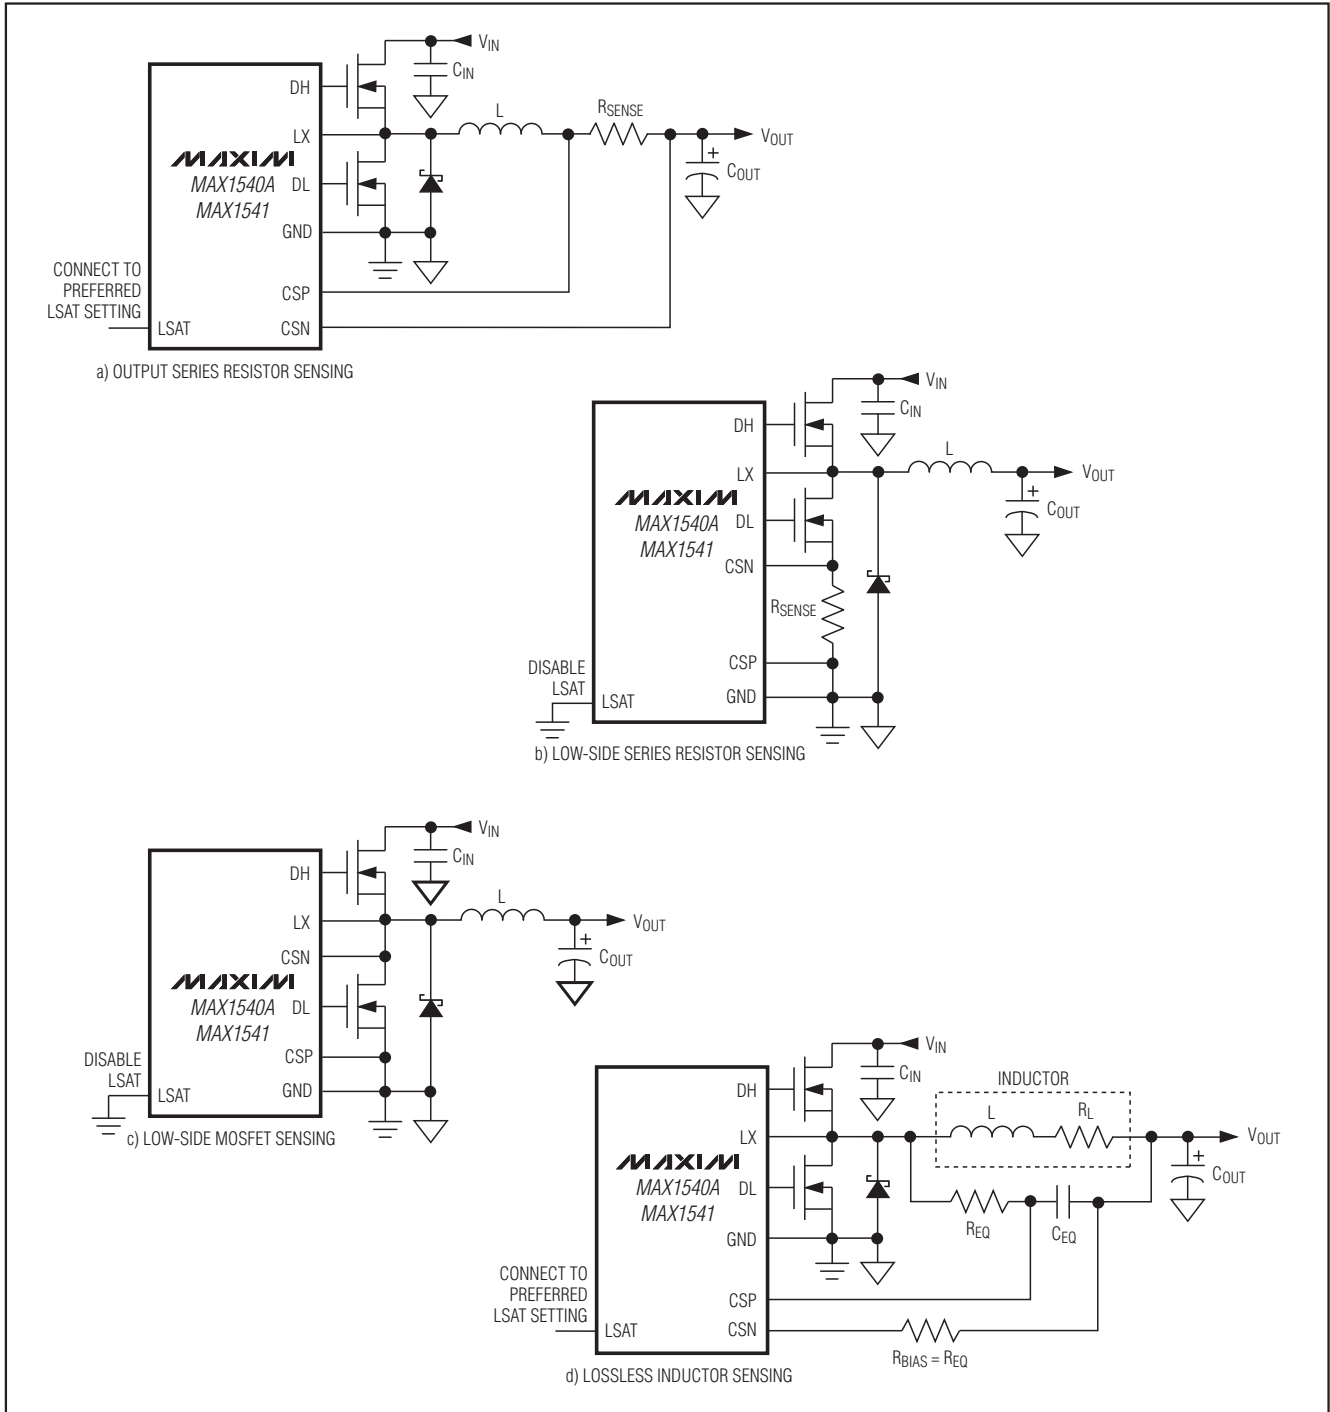 VIN
CIN
DH
L
RSENSE
LX
VOUT
MAXIM
MAX1540A
MAX1541
DL
COUT
GND
CONNECT TO
PREFERRED
LSAT SETTING
CSP
LSAT
CSN
a) OUTPUT SERIES RESISTOR SENSING
VIN
CIN
DH
L
LX
VOUT
MAXIM
MAX1540A
MAX1541
DL
+
COUT
CSN
RSENSE
DISABLE
LSAT
CSP
LSAT
GND
b) LOW-SIDE SERIES RESISTOR SENSING
VIN
CIN
DH
L
LX
VOUT
CSN
+
COUT
MAXIM
MAX1540A
MAX1541
DL
DISABLE
LSAT
CSP
LSAT
GND
c) LOW-SIDE MOSFET SENSING
VIN
CIN
INDUCTOR
DH
L
RL
LX
VOUT
MAXIM
MAX1540A
MAX1541
DL
+
COUT
REQ
CEQ
GND
CONNECT TO
PREFERRED
LSAT SETTING
CSP
LSAT
CSN
RBIAS = REQ
d) LOSSLESS INDUCTOR SENSING